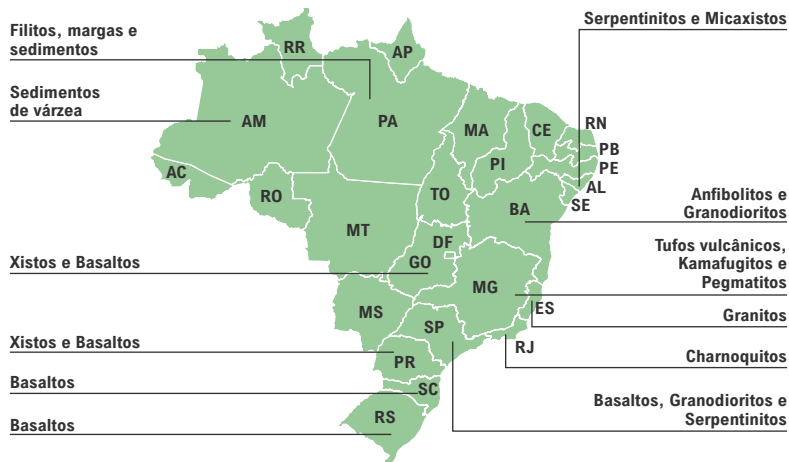 Filitos, margas e
sedimentos
Sedimentos
de várzea
Xistos e Basaltos
Xistos e Basaltos
Basaltos
Basaltos
RR
AP
AM
PA
MA
CE
RN
PB
PE
AL
SE
PI
AC
RO
TO
BA
MT
DF
GO
MG
ES
MS
SP
RJ
PR
SC
RS
Serpentinitos e Micaxistos
Anfibolitos e
Granodioritos
Tufos vulcânicos,
Kamafugitos e
Pegmatitos
Granitos
Charnoquitos
Basaltos, Granodioritos e
Serpentinitos